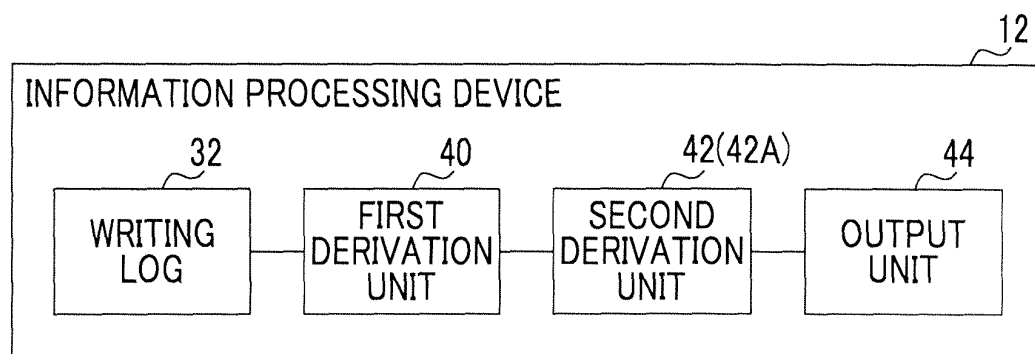 12
INFORMATION PROCESSING DEVICE
32
40
42(42A)
44
WRITING
LOG
FIRST
DERIVATION
UNIT
SECOND
DERIVATION
UNIT
OUTPUT
UNIT